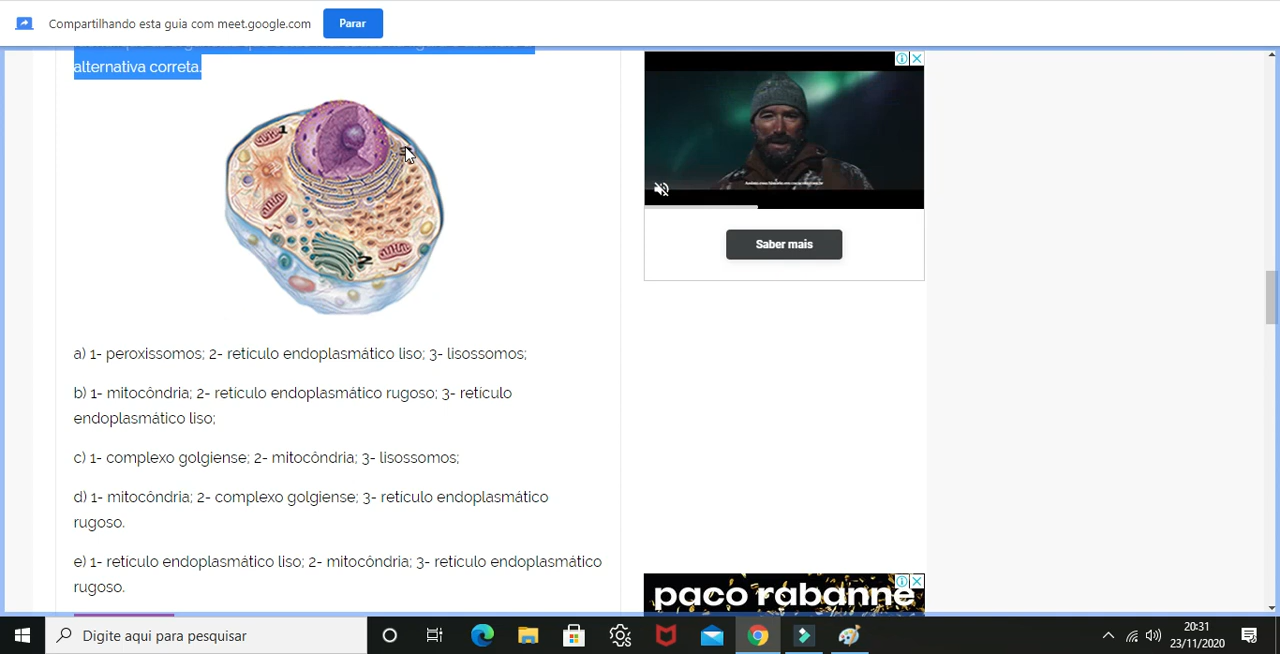 Compartilhando esta guia com meet.google.com
Parar
alternativa correta.
1
2
Saber mais
a) 1- peroxissomos; 2- retículo endoplasmático liso; 3- lisossomos;
b) 1- mitocôndria; 2- retículo endoplasmático rugoso; 3- retículo
endoplasmático liso;
c) 1- complexo golgiense; 2- mitocôndria; 3- lisossomos;
d) 1- mitocôndria; 2- complexo golgiense; 3- retículo endoplasmático
rugoso.
e) 1- retículo endoplasmático liso; 2- mitocôndria; 3- retículo endoplasmático
rugoso.
paco rabanne
Digite aqui para pesquisar
20:31
23/11/2020